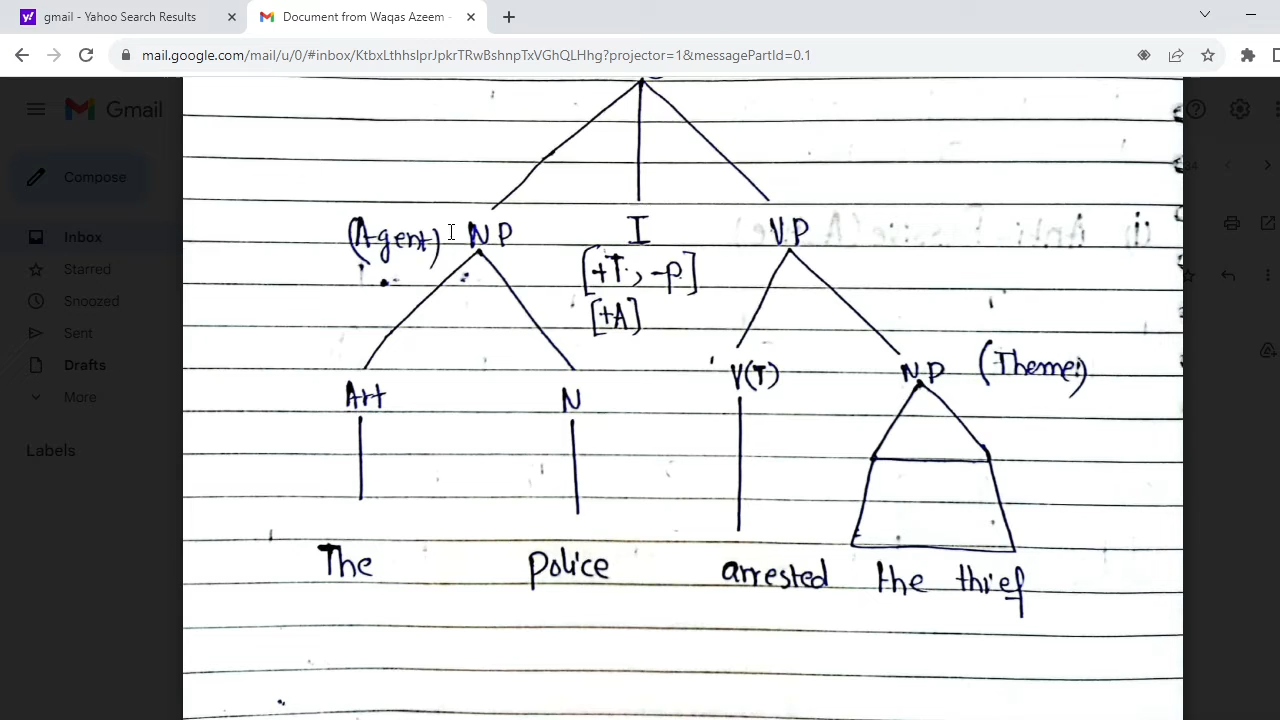 gmail - Yahoo Search Results
Document from Waqas Azeem -
mail.google.com/mail/u/0/#inbox/KtbxLthhslprJpkrTRwBshnpTxVGhQLHhg?projector=1&messagePartId=0.1
Gmail
Compose
Inbox
Starred
Snoozed
Sent
Drafts
More
Labels
(Agent) NP I VP
[+T, -P]
[+A]
Art N V(T) NP (Theme)
The police arrested the thief